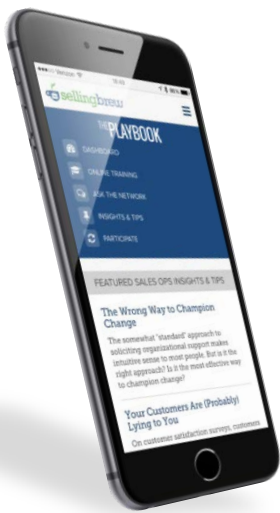 Verizon 86%
sellingbrew
THE PLAYBOOK
DASHBOARD
ONLINE TRAINING
ASK THE NETWORK
INSIGHTS & TIPS
PARTICIPATE
FEATURED SALES OPS INSIGHTS & TIPS
The Wrong Way to Champion
Change
The somewhat "standard" approach to
soliciting organizational support makes
intuitive sense to most people. But is it the
right approach? Is it the most effective way
to champion change?
Your Customers Are (Probably)
Lying to You
On customer satisfaction surveys, customers